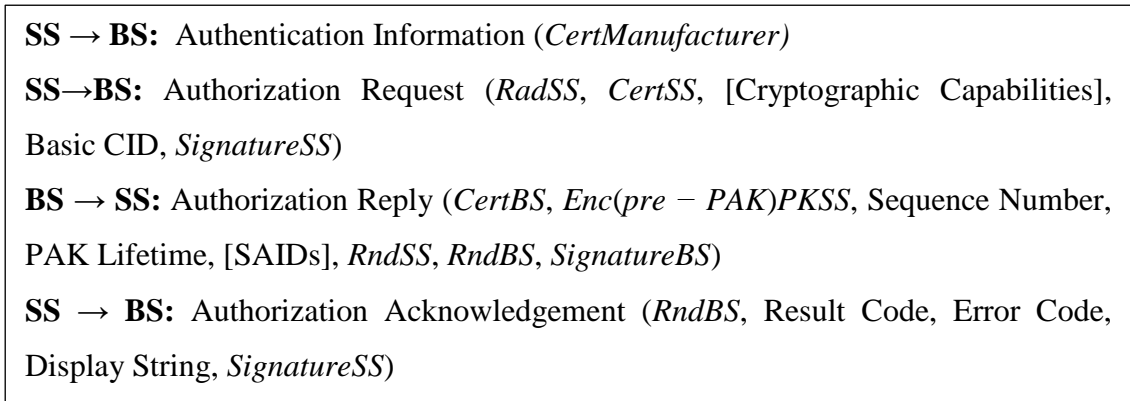 SS → BS: Authentication Information (CertManufacturer)
SS→BS: Authorization Request (RadSS, CertSS, [Cryptographic Capabilities],
Basic CID, SignatureSS)
BS → SS: Authorization Reply (CertBS, Enc(pre − PAK)PKSS, Sequence Number,
PAK Lifetime, [SAIDs], RndSS, RndBS, SignatureBS)
SS → BS: Authorization Acknowledgement (RndBS, Result Code, Error Code,
Display String, SignatureSS)